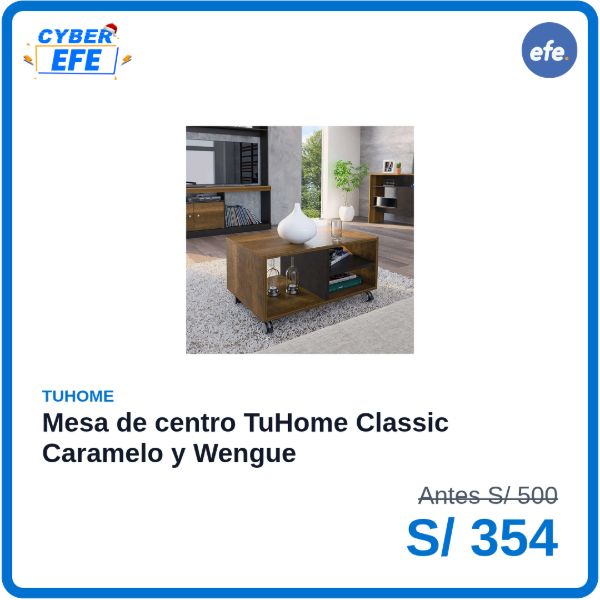 CYBER
EFE
efe.
TUHOME
Mesa de centro TuHome Classic
Caramelo y Wengue
Antes S/ 500
S/ 354